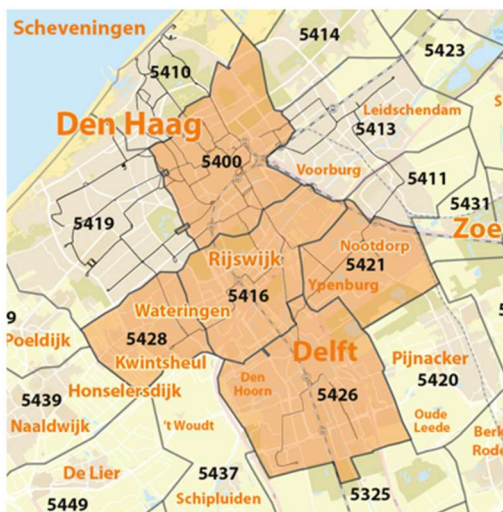 Scheveningen
5414
5423
5410
Leidschendam
Den Haag
5413
5400
Voorburg
5411
5431
5419
Zoe
Nootdorp
Rijswijk
5421
Ypenburg
5416
9
Wateringen
Poeldijk
5428
Delft
Kwintsheul
Pijnacker
5420
Den
Hoorn
Honselersdijk
5439
5426
Naaldwijk
't Woudt
Oude
Leede
Berk
Rode
De Lier
5437
5449
Schipluiden
5325